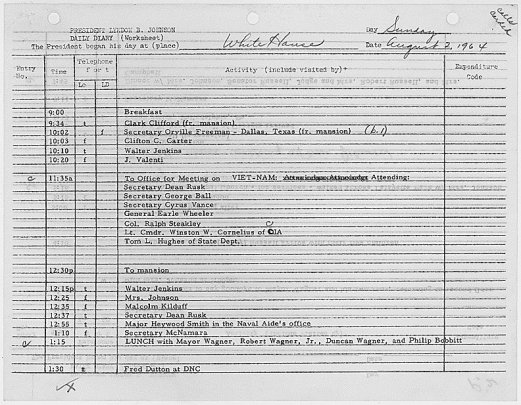 PRESIDENT LYNDON B. JOHNSON
DAILY DIARY (Worksheet)
The President began his day at (place) White House
Day Sunday
Date August 2, 1964
Entry No. Time Telephone f or t Lo LD Activity (include visited by) Expenditure Code
9:00 Breakfast
9:34 t Clark Clifford (fr. mansion)
10:02 f Secretary Orville Freeman - Dallas, Texas (fr. mansion) (b.1)
10:03 f Clifton C. Carter
10:10 t Walter Jenkins
10:20 f J. Valenti
c 11:35a To Office for Meeting on VIET-NAM: Attending:
Secretary Dean Rusk
Secretary George Ball
Secretary Cyrus Vance
General Earle Wheeler
Col. Ralph Steakley
Lt. Cmdr. Winston W. Cornelius of CIA
Tom L. Hughes of State Dept.
12:30p To mansion
12:15p t Walter Jenkins
12:25 f Mrs. Johnson
12:35 f Malcolm Kilduff
12:37 t Secretary Dean Rusk
12:55 t Major Heywood Smith in the Naval Aide's office
1:10 f Secretary McNamara
c 1:15 LUNCH with Mayor Wagner, Robert Wagner, Jr., Duncan Wagner, and Philip Bobbitt
1:30 t Fred Dutton at DNC